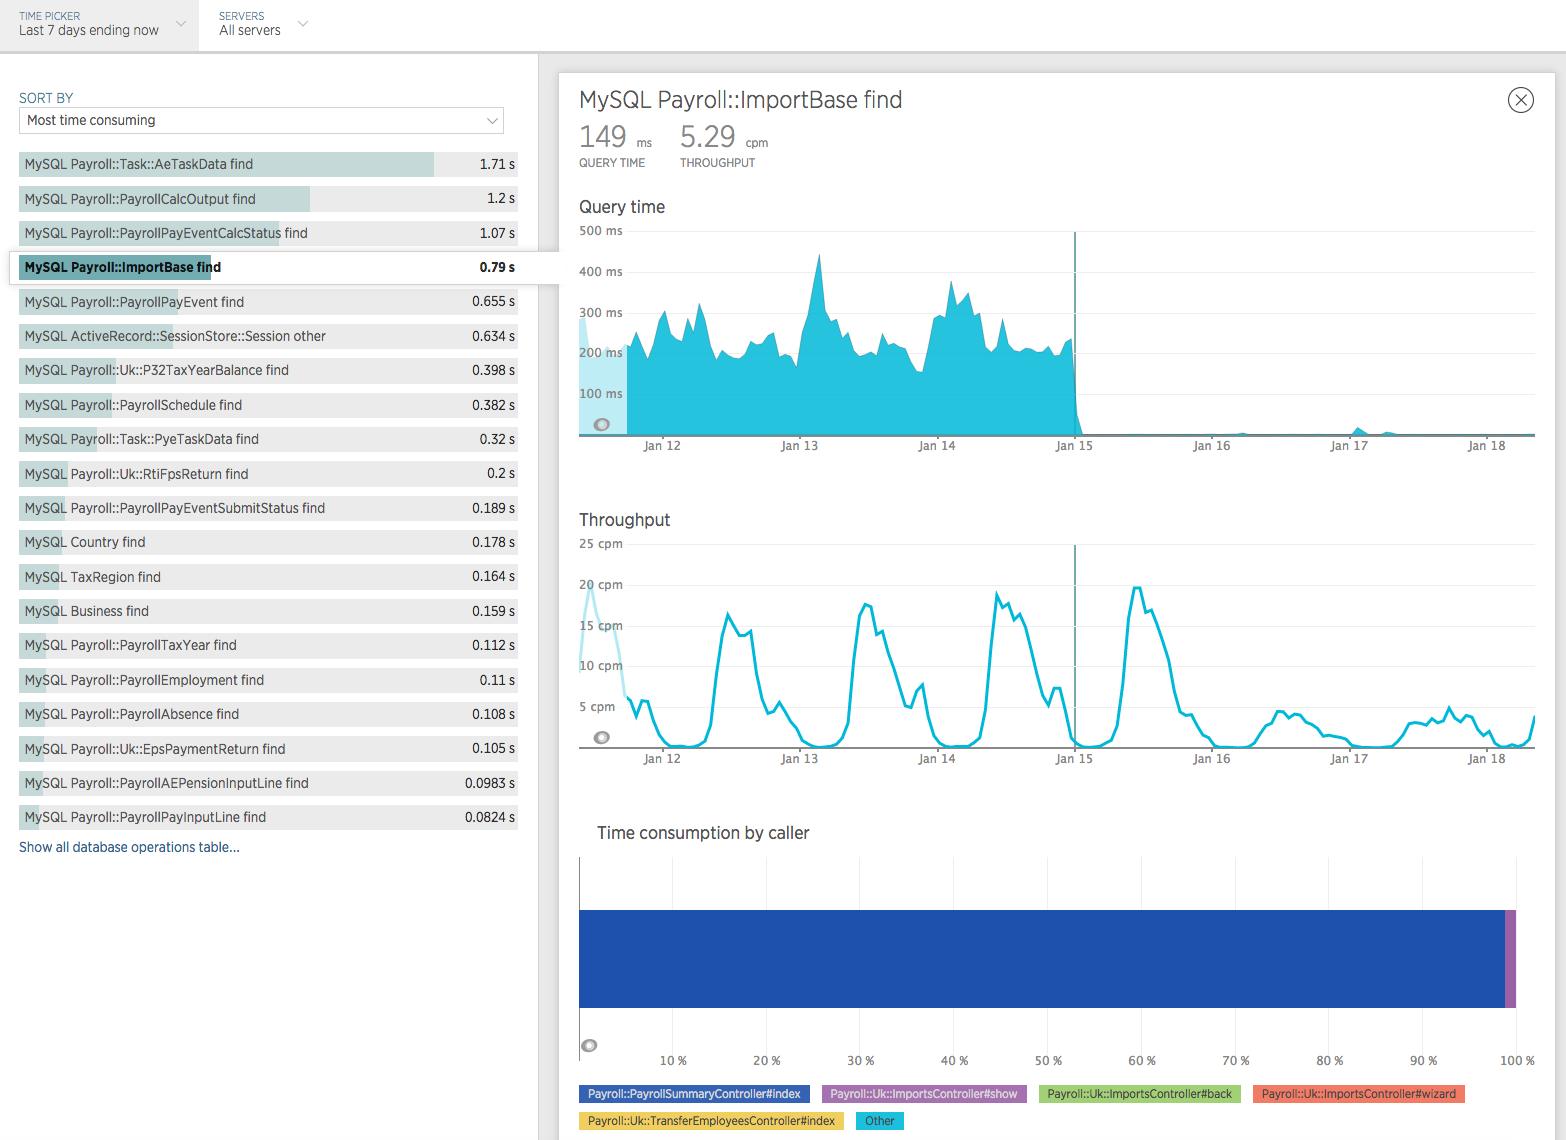 TIME PICKER
Last 7 days ending now
SERVERS
All servers
SORT BY
Most time consuming
MySQL Payroll::Task::AeTaskData find 1.71 s
MySQL Payroll::PayrollCalcOutput find 1.2 s
MySQL Payroll::PayrollPayEventCalcStatus find 1.07 s
MySQL Payroll::ImportBase find 0.79 s
MySQL Payroll::PayrollPayEvent find 0.655 s
MySQL ActiveRecord::SessionStore::Session other 0.634 s
MySQL Payroll::Uk::P32TaxYearBalance find 0.398 s
MySQL Payroll::PayrollSchedule find 0.382 s
MySQL Payroll::Task::PyeTaskData find 0.32 s
MySQL Payroll::Uk::RtiFpsReturn find 0.2 s
MySQL Payroll::PayrollPayEventSubmitStatus find 0.189 s
MySQL Country find 0.178 s
MySQL TaxRegion find 0.164 s
MySQL Business find 0.159 s
MySQL Payroll::PayrollTaxYear find 0.112 s
MySQL Payroll::PayrollEmployment find 0.11 s
MySQL Payroll::PayrollAbsence find 0.108 s
MySQL Payroll::Uk::EpsPaymentReturn find 0.105 s
MySQL Payroll::PayrollAEPensionInputLine find 0.0983 s
MySQL Payroll::PayrollPayInputLine find 0.0824 s
Show all database operations table...
MySQL Payroll::ImportBase find
149 ms 5.29 cpm
QUERY TIME THROUGHPUT
Query time
500 ms
400 ms
300 ms
200 ms
100 ms
Jan 12 Jan 13 Jan 14 Jan 15 Jan 16 Jan 17 Jan 18
Throughput
25 cpm
20 cpm
15 cpm
10 cpm
5 cpm
Jan 12 Jan 13 Jan 14 Jan 15 Jan 16 Jan 17 Jan 18
Time consumption by caller
10 % 20 % 30 % 40 % 50 % 60 % 70 % 80 % 90 % 100 %
Payroll::PayrollSummaryController#index Payroll::Uk::ImportsController#show Payroll::Uk::ImportsController#back Payroll::Uk::ImportsController#wizard
Payroll::Uk::TransferEmployeesController#index Other